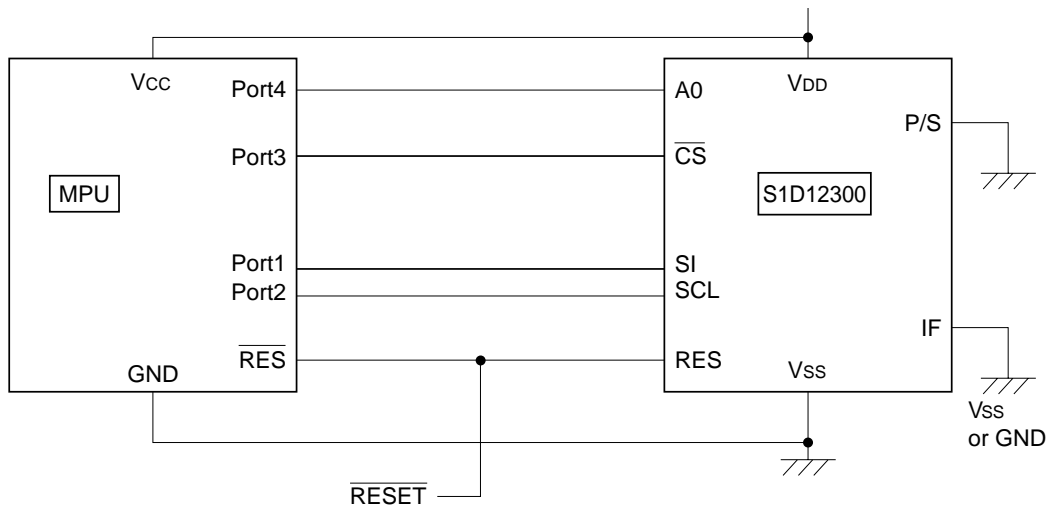 VCC
Port4
Port3
MPU
Port1
Port2
RES
GND
A0
VDD
P/S
CS
S1D12300
SI
SCL
IF
RES
VSS
VSS
or GND
RESET